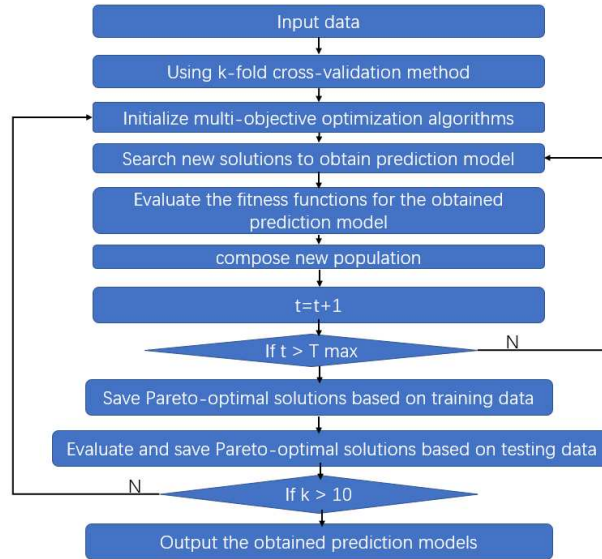 Input data
Using k-fold cross-validation method
Initialize multi-objective optimization algorithms
Search new solutions to obtain prediction model
Evaluate the fitness functions for the obtained
prediction model
compose new population
t=t+1
If t > T max
N
Save Pareto-optimal solutions based on training data
Evaluate and save Pareto-optimal solutions based on testing data
N
If k > 10
Output the obtained prediction models